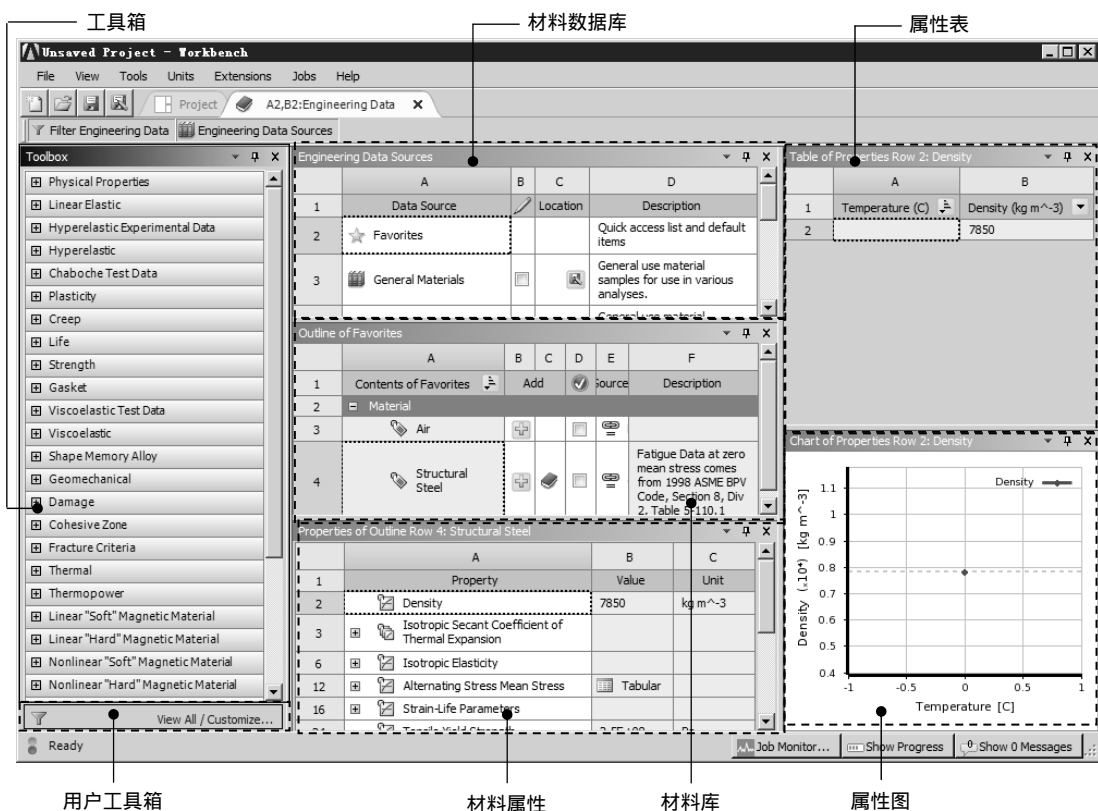 工具箱 材料数据库 属性表
Unsaved Project - Workbench
File View Tools Units Extensions Jobs Help
Project A2,B2:Engineering Data
Filter Engineering Data Engineering Data Sources
Toolbox
Physical Properties
Linear Elastic
Hyperelastic Experimental Data
Hyperelastic
Chaboche Test Data
Plasticity
Creep
Life
Strength
Gasket
Viscoelastic Test Data
Viscoelastic
Shape Memory Alloy
Geomechanical
Damage
Cohesive Zone
Fracture Criteria
Thermal
Thermopower
Linear "Soft" Magnetic Material
Linear "Hard" Magnetic Material
Nonlinear "Soft" Magnetic Material
Nonlinear "Hard" Magnetic Material
View All / Customize...
Engineering Data Sources
A B C D
1 Data Source Location Description
2 Favorites Quick access list and default
items
3 General Materials General use material
samples for use in various
analyses.
General use material
Outline of Favorites
A B C D E F
1 Contents of Favorites Add Source Description
2 Material
3 Air
4 Structural
Steel
Fatigue Data at zero
mean stress comes
from 1998 ASME BPV
Code, Section 8, Div
2, Table 5-110.1
Properties of Outline Row 4: Structural Steel
A B C
1 Property Value Unit
2 Density 7850 kg m^-3
3 Isotropic Secant Coefficient of
Thermal Expansion
6 Isotropic Elasticity
12 Alternating Stress Mean Stress Tabular
16 Strain-Life Parameters
Tensile Yield Strength
Table of Properties Row 2: Density
A B
1 Temperature (C) Density (kg m^-3)
2 7850
Chart of Properties Row 2: Density
Density
1.1
1
0.9
0.8
0.7
0.6
0.5
0.4
Density (x10⁴) [kg m^-3]
-1 -0.5 0 0.5 1
Temperature [C]
Ready Job Monitor... Show Progress 0 Show 0 Messages
用户工具箱 材料属性 材料库 属性图